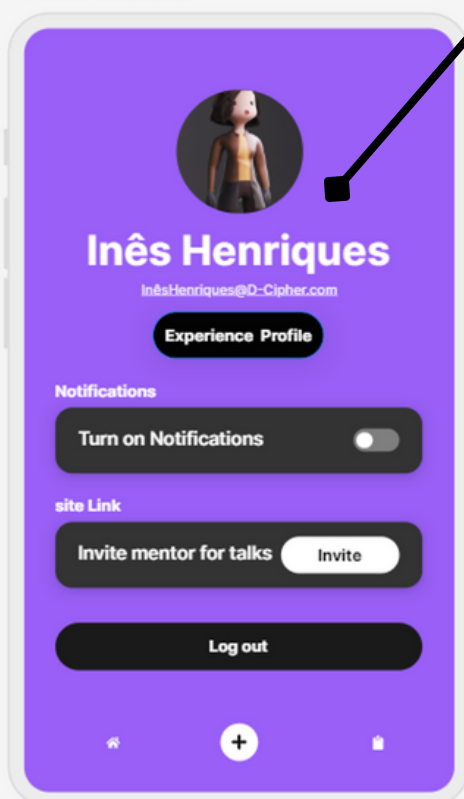 Inês Henriques
InêsHenriques@D-Cipher.com
Experience Profile
Notifications
Turn on Notifications
site Link
Invite mentor for talks
Invite
Log out